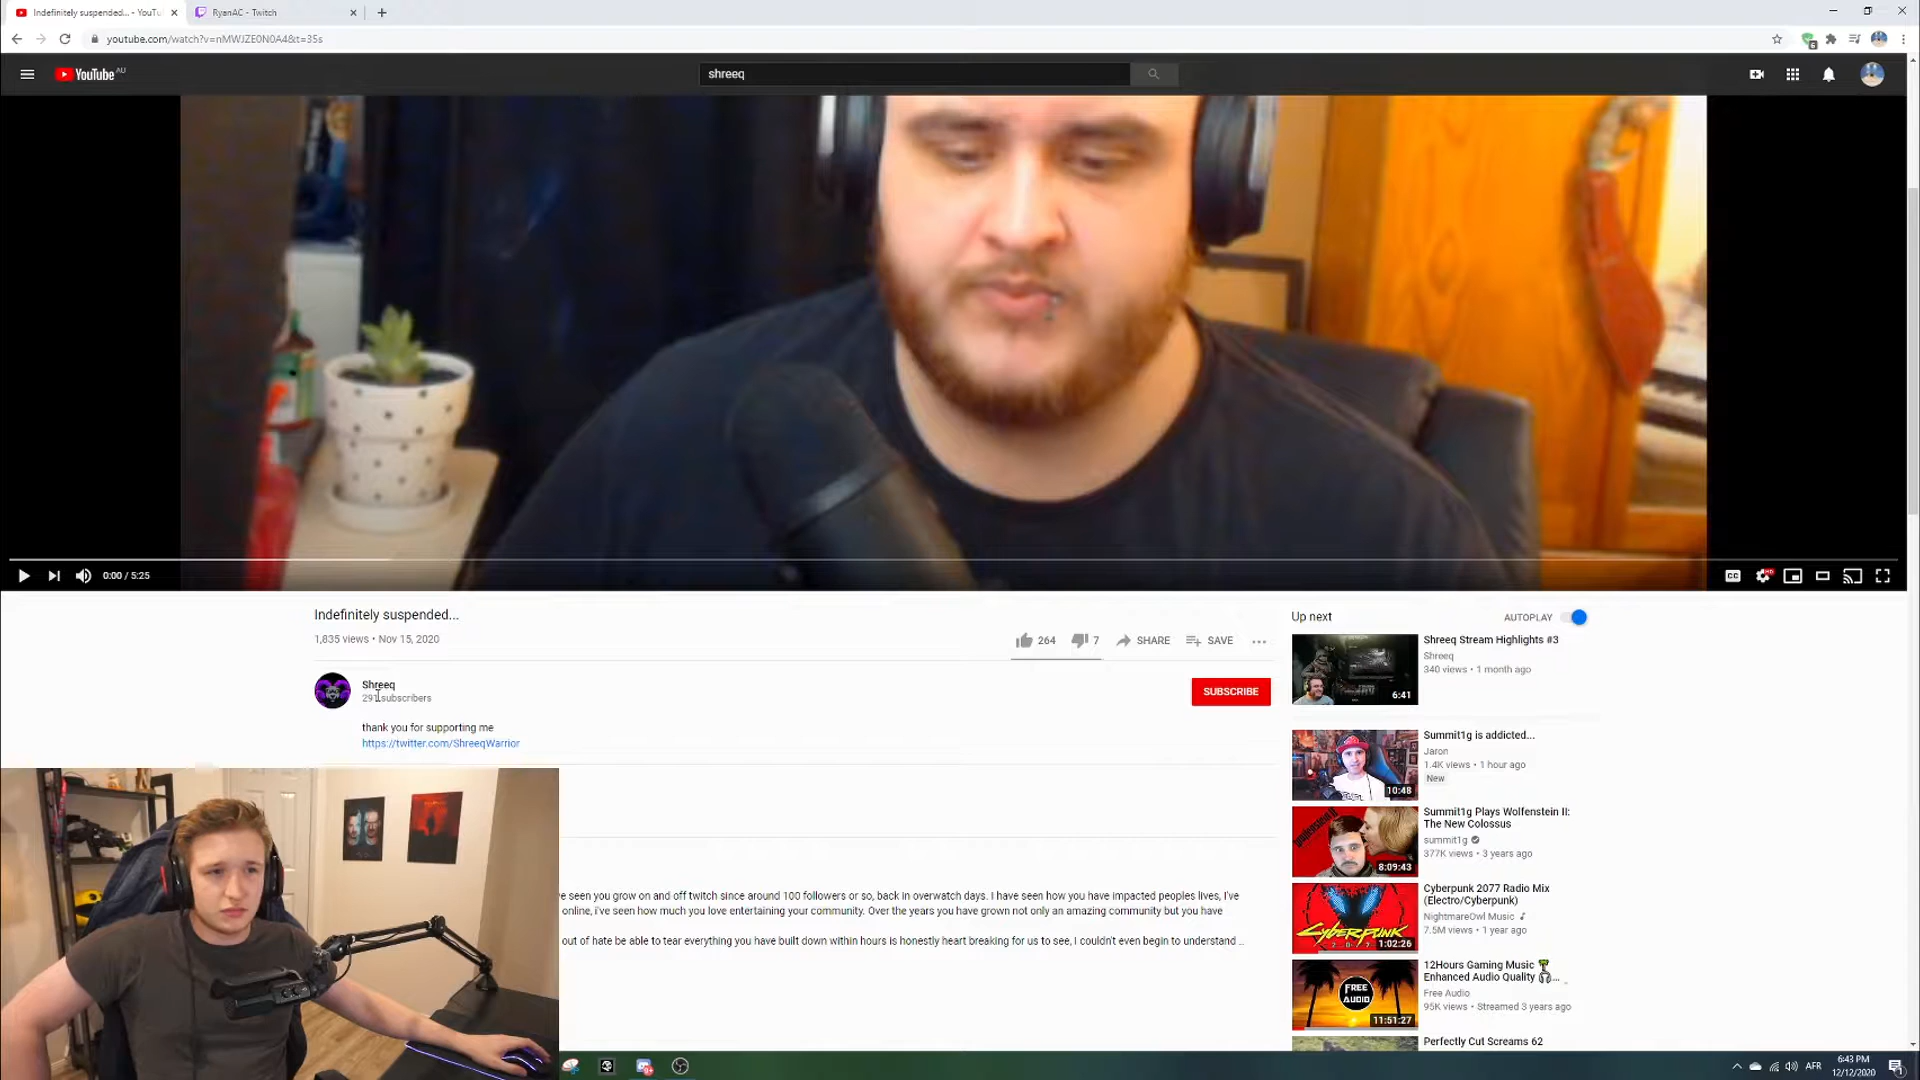 Indefinitely suspended... - YouTu
RyanAC - Twitch
youtube.com/watch?v=nMWJZE0N0A4&t=35s
YouTube AU
shreeq
0:00 / 5:25
CC
HD
Indefinitely suspended...
1,835 views • Nov 15, 2020
264
7
SHARE
SAVE
Shreeq
291 subscribers
SUBSCRIBE
thank you for supporting me
https://twitter.com/ShreeqWarrior
seen you grow on and off twitch since around 100 followers or so, back in overwatch days. I have seen how you have impacted peoples lives, I've
online, i've seen how much you love entertaining your community. Over the years you have grown not only an amazing community but you have
out of hate be able to tear everything you have built down within hours is honestly heart breaking for us to see, I couldn't even begin to understand ..
Up next
AUTOPLAY
Shreeq Stream Highlights #3
Shreeq
340 views • 1 month ago
6:41
Summit1g is addicted...
Jaron
1.4K views • 1 hour ago
New
10:48
Summit1g Plays Wolfenstein II:
The New Colossus
summit1g
377K views • 3 years ago
8:09:43
Cyberpunk 2077 Radio Mix
(Electro/Cyberpunk)
NightmareOwl Music
7.5M views • 1 year ago
CYBERPUNK
2077
1:02:26
12Hours Gaming Music
Enhanced Audio Quality ...
Free Audio
95K views • Streamed 3 years ago
FREE
AUDIO
11:51:27
Perfectly Cut Screams 62
AFR
6:43 PM
12/12/2020